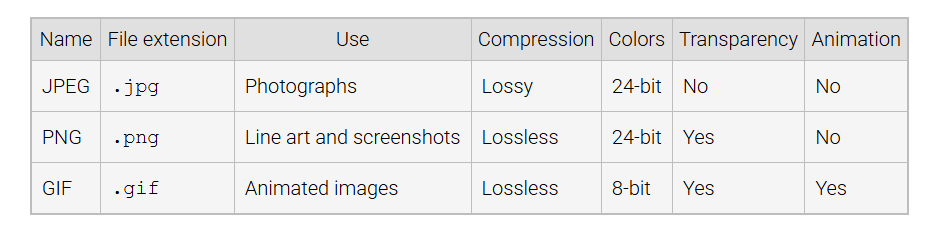 Name File extension Use Compression Colors Transparency Animation
JPEG .jpg Photographs Lossy 24-bit No No
PNG .png Line art and screenshots Lossless 24-bit Yes No
GIF .gif Animated images Lossless 8-bit Yes Yes